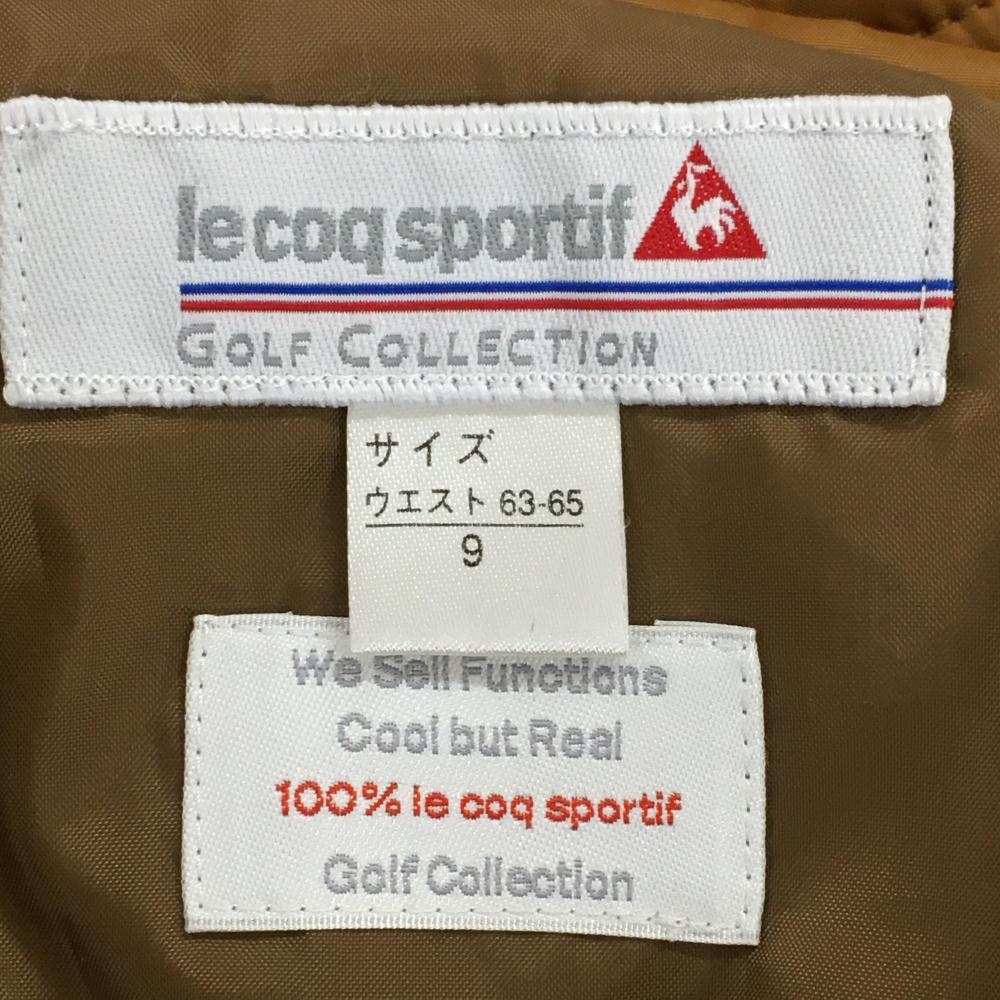 le coq sportif
GOLF COLLECTION
サイズ
ウエスト 63-65
9
We Sell Functions
Cool but Real
100% le coq sportif
Golf Collection